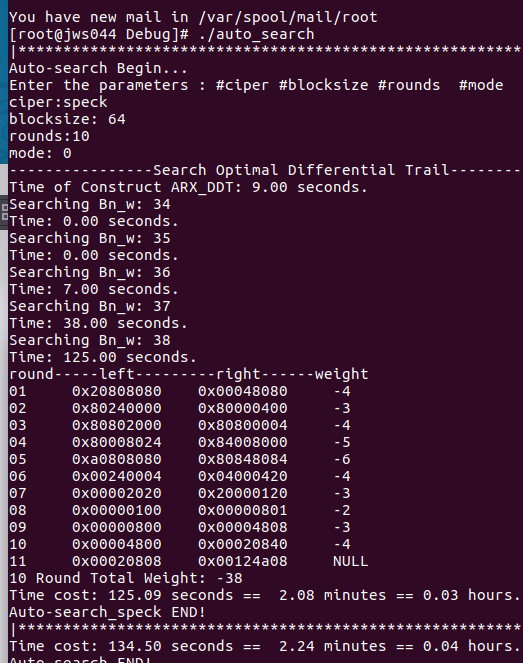 You have new mail in /var/spool/mail/root
[root@jws044 Debug]# ./auto_search
|***********************************************************
Auto-search Begin...
Enter the parameters : #ciper #blocksize #rounds  #mode
ciper:speck
blocksize: 64
rounds:10
mode: 0
----------------Search Optimal Differential Trail--------
Time of Construct ARX_DDT: 9.00 seconds.
Searching Bn_w: 34
Time: 0.00 seconds.
Searching Bn_w: 35
Time: 0.00 seconds.
Searching Bn_w: 36
Time: 7.00 seconds.
Searching Bn_w: 37
Time: 38.00 seconds.
Searching Bn_w: 38
Time: 125.00 seconds.
round-----left---------right------weight
01     0x20808080    0x00048080     -4
02     0x80240000    0x80000400     -3
03     0x80802000    0x80800004     -4
04     0x80008024    0x84008000     -5
05     0xa0808080    0x80848084     -6
06     0x00240004    0x04000420     -4
07     0x00002020    0x20000120     -3
08     0x00000100    0x00000801     -2
09     0x00000800    0x00004808     -3
10     0x00004800    0x00020840     -4
11     0x00020808    0x00124a08     NULL
10 Round Total Weight: -38
Time cost: 125.09 seconds ==  2.08 minutes == 0.03 hours.
Auto-search_speck END!
|***********************************************************
Time cost: 134.50 seconds ==  2.24 minutes == 0.04 hours.
Auto-search END!